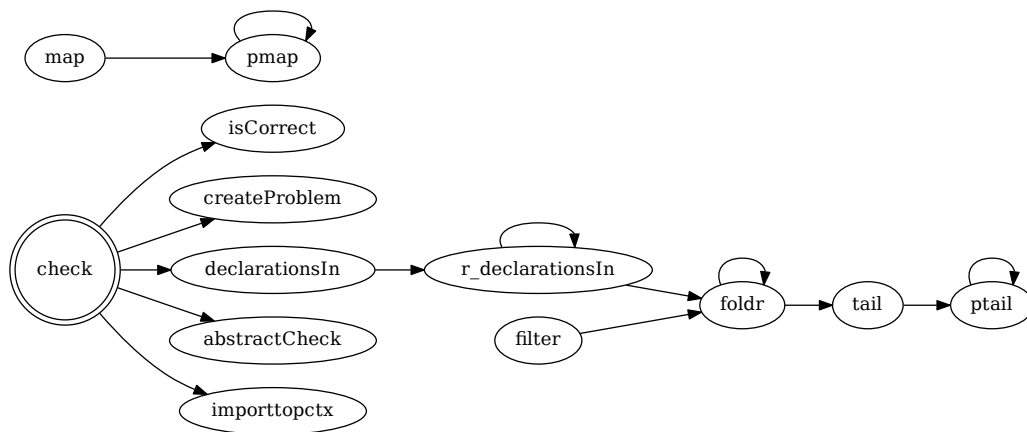 map
pmap
isCorrect
createProblem
check
declarationsIn
r_declarationsIn
foldr
tail
ptail
abstractCheck
filter
importtopctx